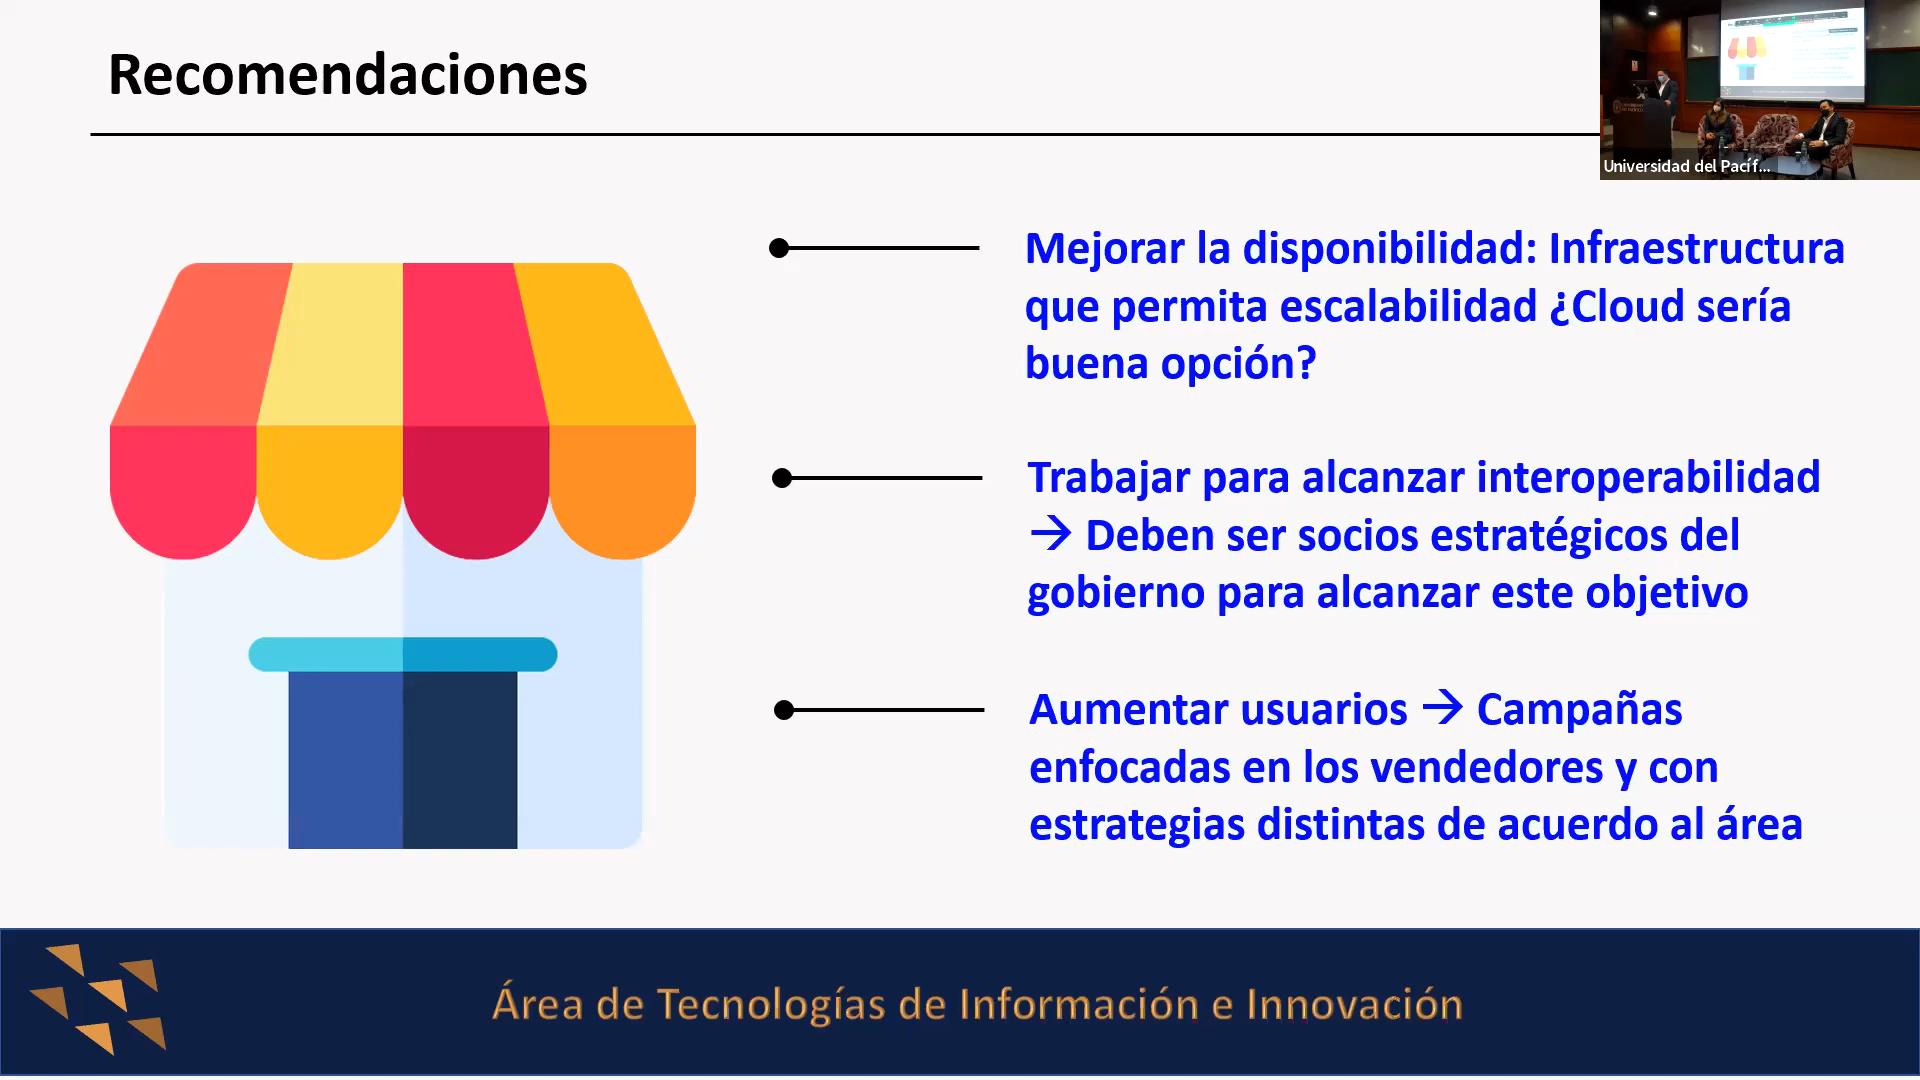 Recomendaciones
Universidad del Pacíf...
Mejorar la disponibilidad: Infraestructura
que permita escalabilidad ¿Cloud sería
buena opción?
Trabajar para alcanzar interoperabilidad
→ Deben ser socios estratégicos del
gobierno para alcanzar este objetivo
Aumentar usuarios → Campañas
enfocadas en los vendedores y con
estrategias distintas de acuerdo al área
Área de Tecnologías de Información e Innovación